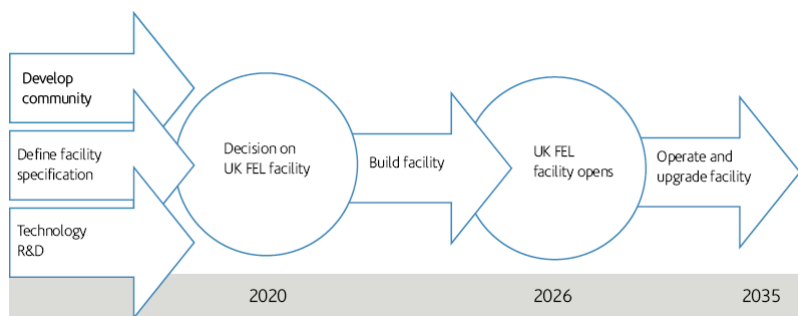 Develop
community
Define facility
specification
Technology
R&D
Decision on
UK FEL facility
Build facility
UK FEL
facility opens
Operate and
upgrade facility
2020
2026
2035